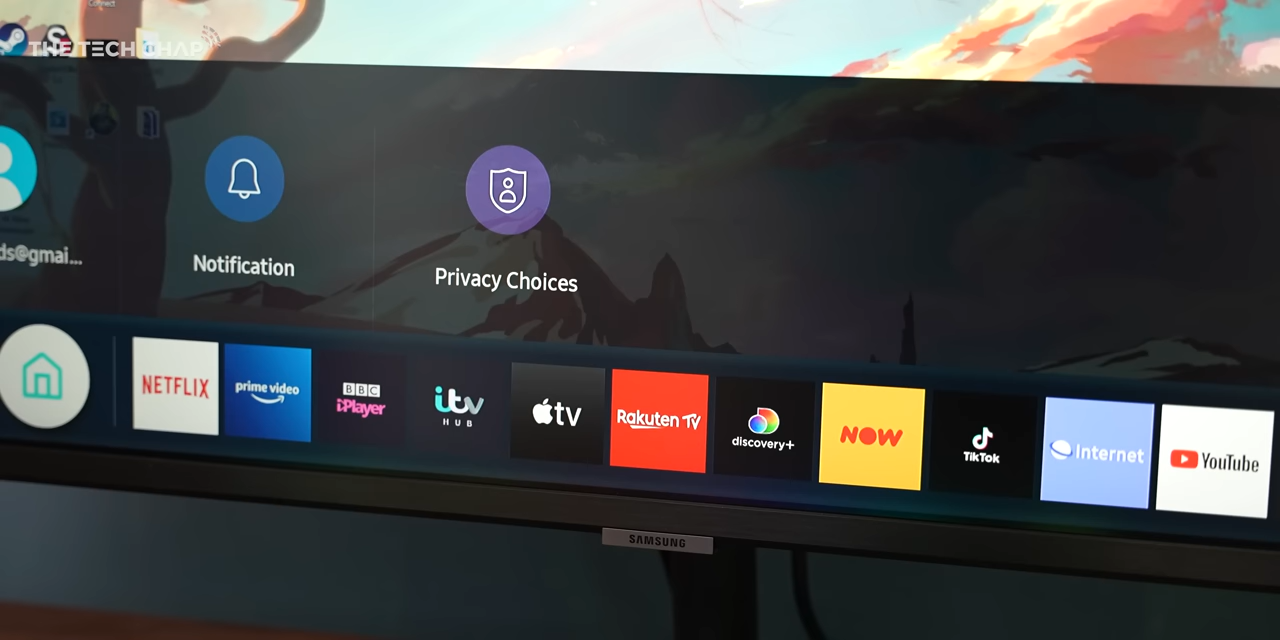 Connect
THE TECH CHAP
ds@gmai...
Notification
Privacy Choices
NETFLIX
prime video
BBC
iPLAYER
itv
HUB
tv
Rakuten TV
discovery+
NOW
TikTok
Internet
YouTube
SAMSUNG